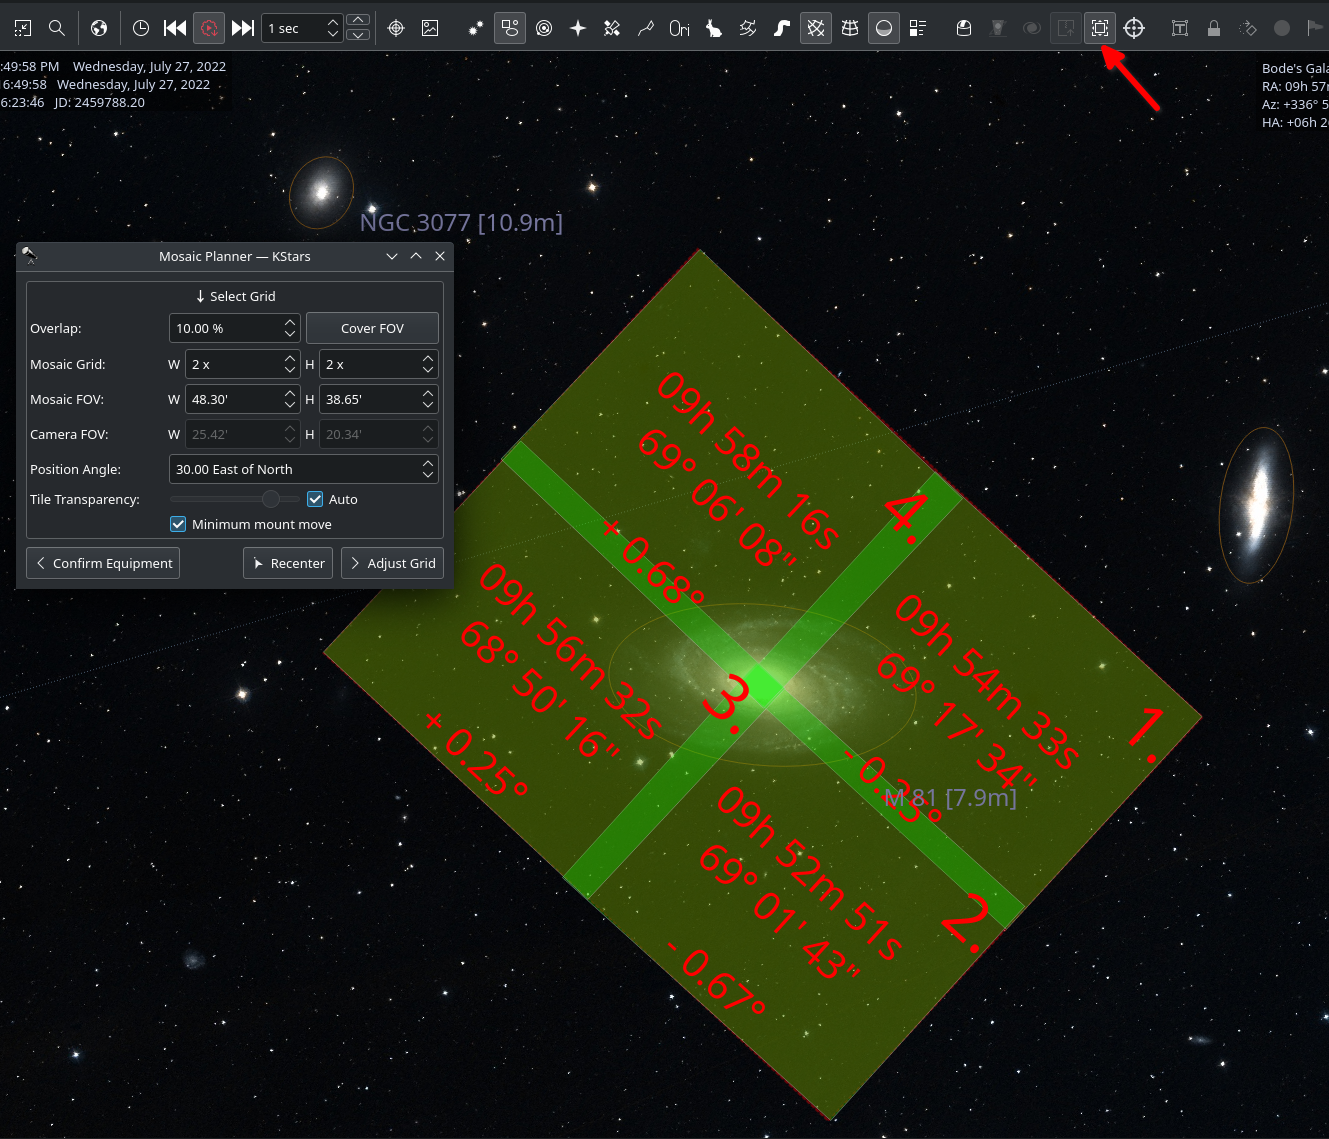 1 sec
Ori
:49:58 PM Wednesday, July 27, 2022
16:49:58 Wednesday, July 27, 2022
6:23:46 JD: 2459788.20
Bode's Gala
RA: 09h 57m
Az: +336° 5
HA: +06h 2
NGC 3077 [10.9m]
Mosaic Planner — KStars
↓ Select Grid
Overlap: 10.00 % Cover FOV
Mosaic Grid: W 2 x H 2 x
Mosaic FOV: W 48.30' H 38.65'
Camera FOV: W 25.42' H 20.34'
Position Angle: 30.00 East of North
Tile Transparency: Auto
Minimum mount move
Confirm Equipment Recenter Adjust Grid
09h 58m 16s
69° 06' 08"
+ 0.68°
4.
09h 56m 32s
68° 50' 16"
+ 0.25°
3.
09h 54m 33s
69° 17' 34"
- 0.25°
1.
M 81 [7.9m]
09h 52m 51s
69° 01' 43"
- 0.67°
2.